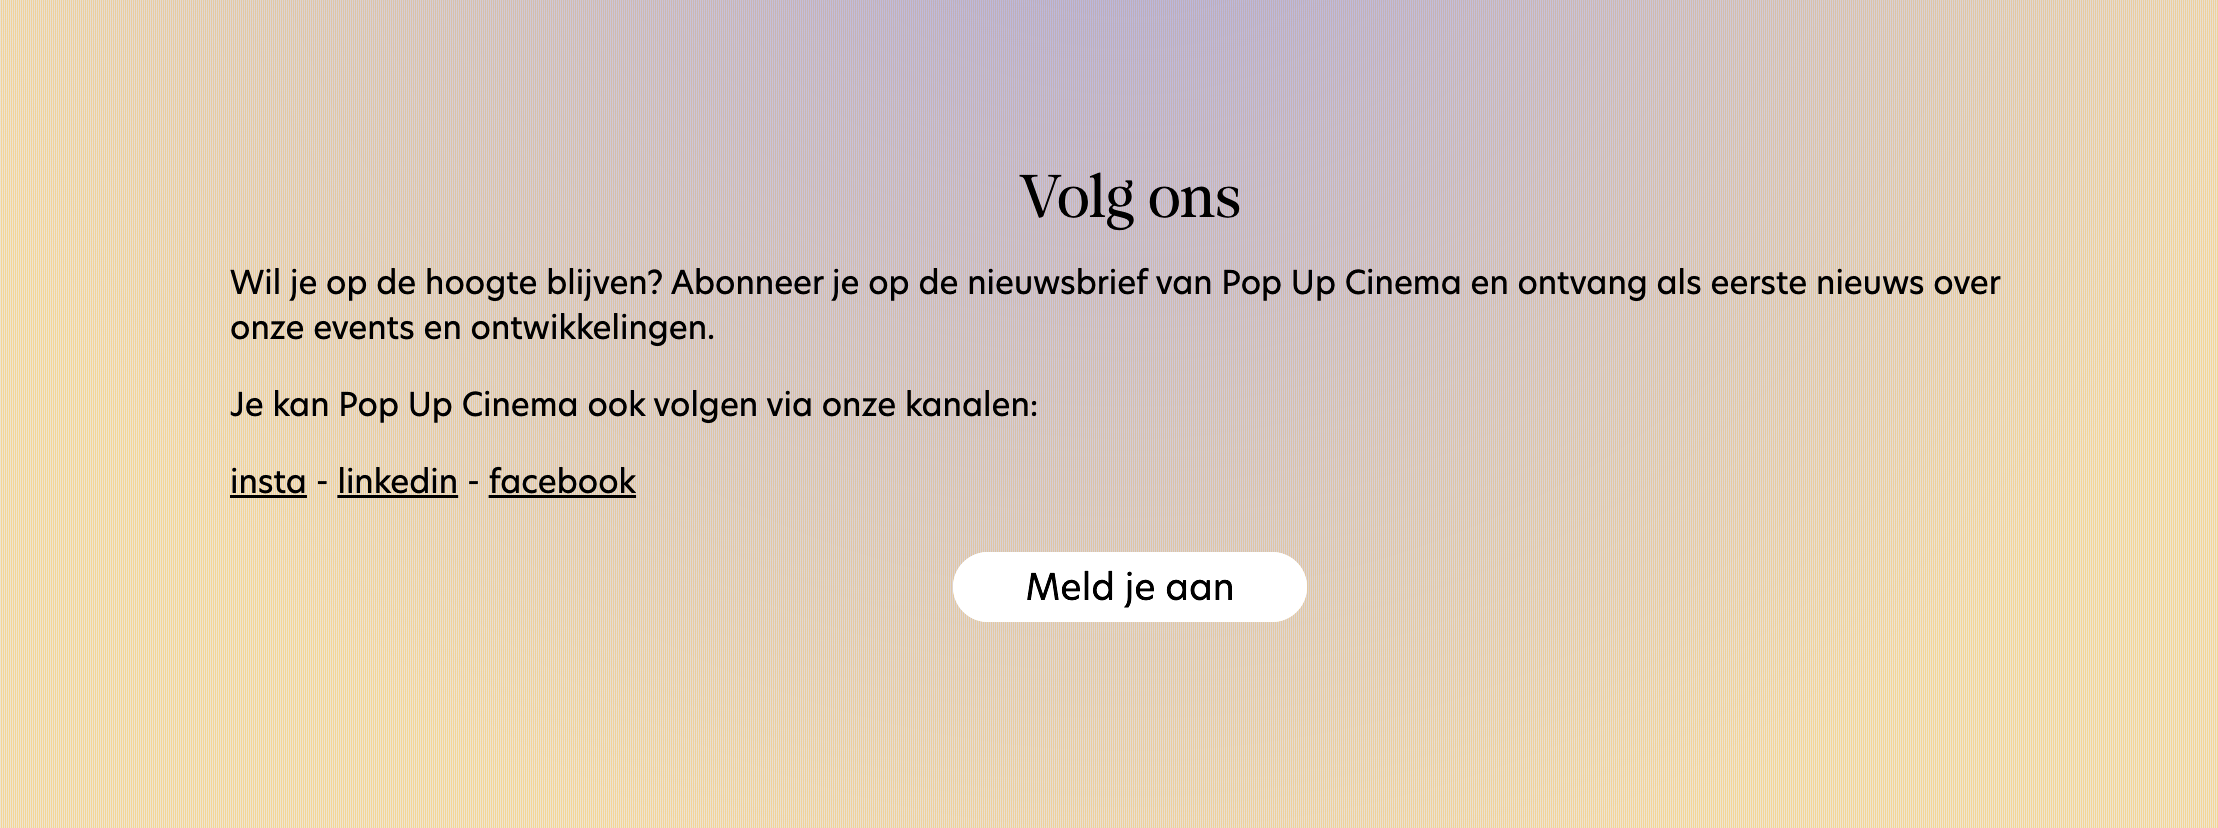 Volg ons
Wil je op de hoogte blijven? Abonneer je op de nieuwsbrief van Pop Up Cinema en ontvang als eerste nieuws over
onze events en ontwikkelingen.
Je kan Pop Up Cinema ook volgen via onze kanalen:
insta - linkedin - facebook
Meld je aan